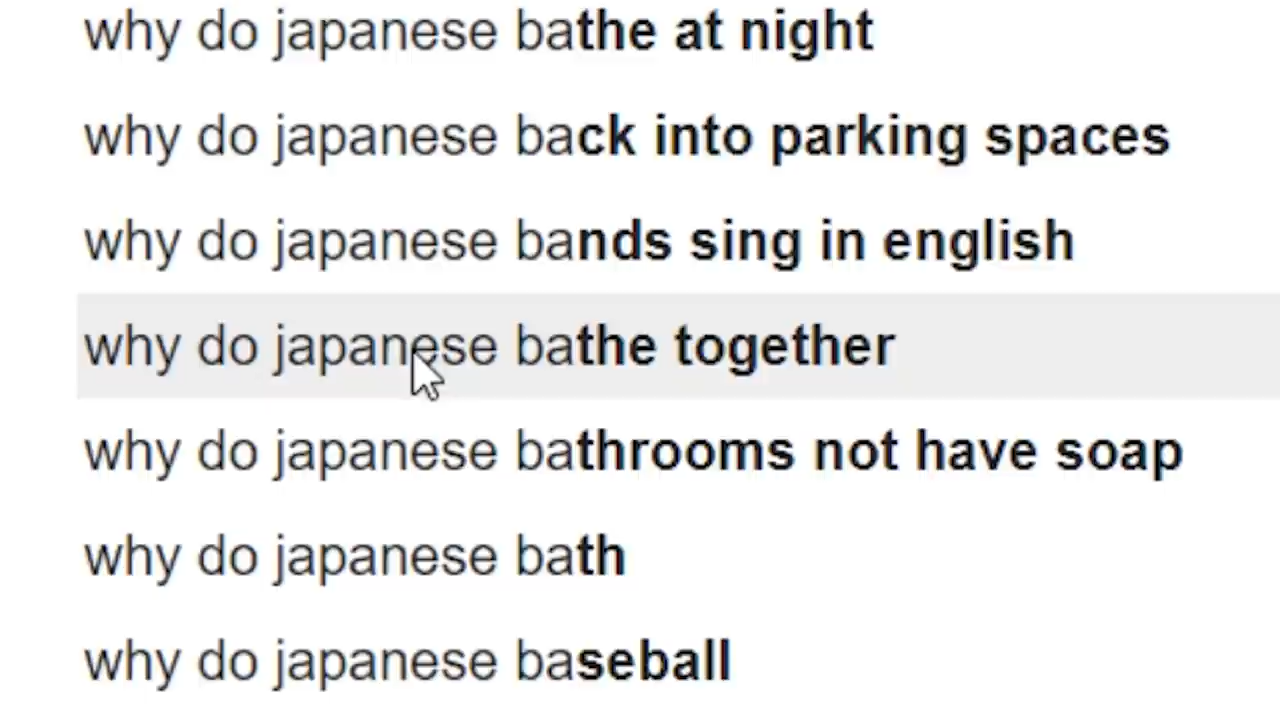 why do japanese bathe at night
why do japanese back into parking spaces
why do japanese bands sing in english
why do japanese bathe together
why do japanese bathrooms not have soap
why do japanese bath
why do japanese baseball